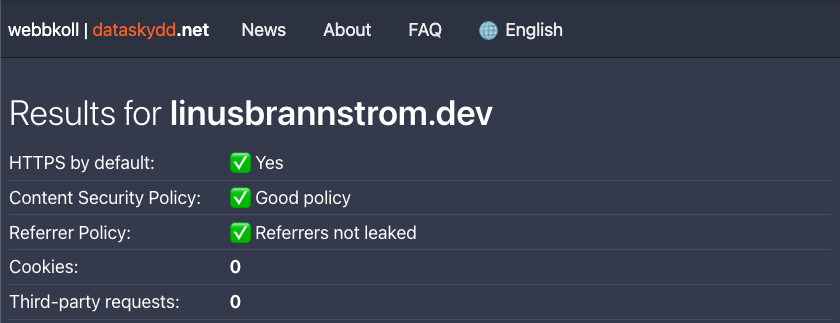 webbkoll | dataskydd.net News About FAQ English
Results for linusbrannstrom.dev
HTTPS by default: Yes
Content Security Policy: Good policy
Referrer Policy: Referrers not leaked
Cookies: 0
Third-party requests: 0